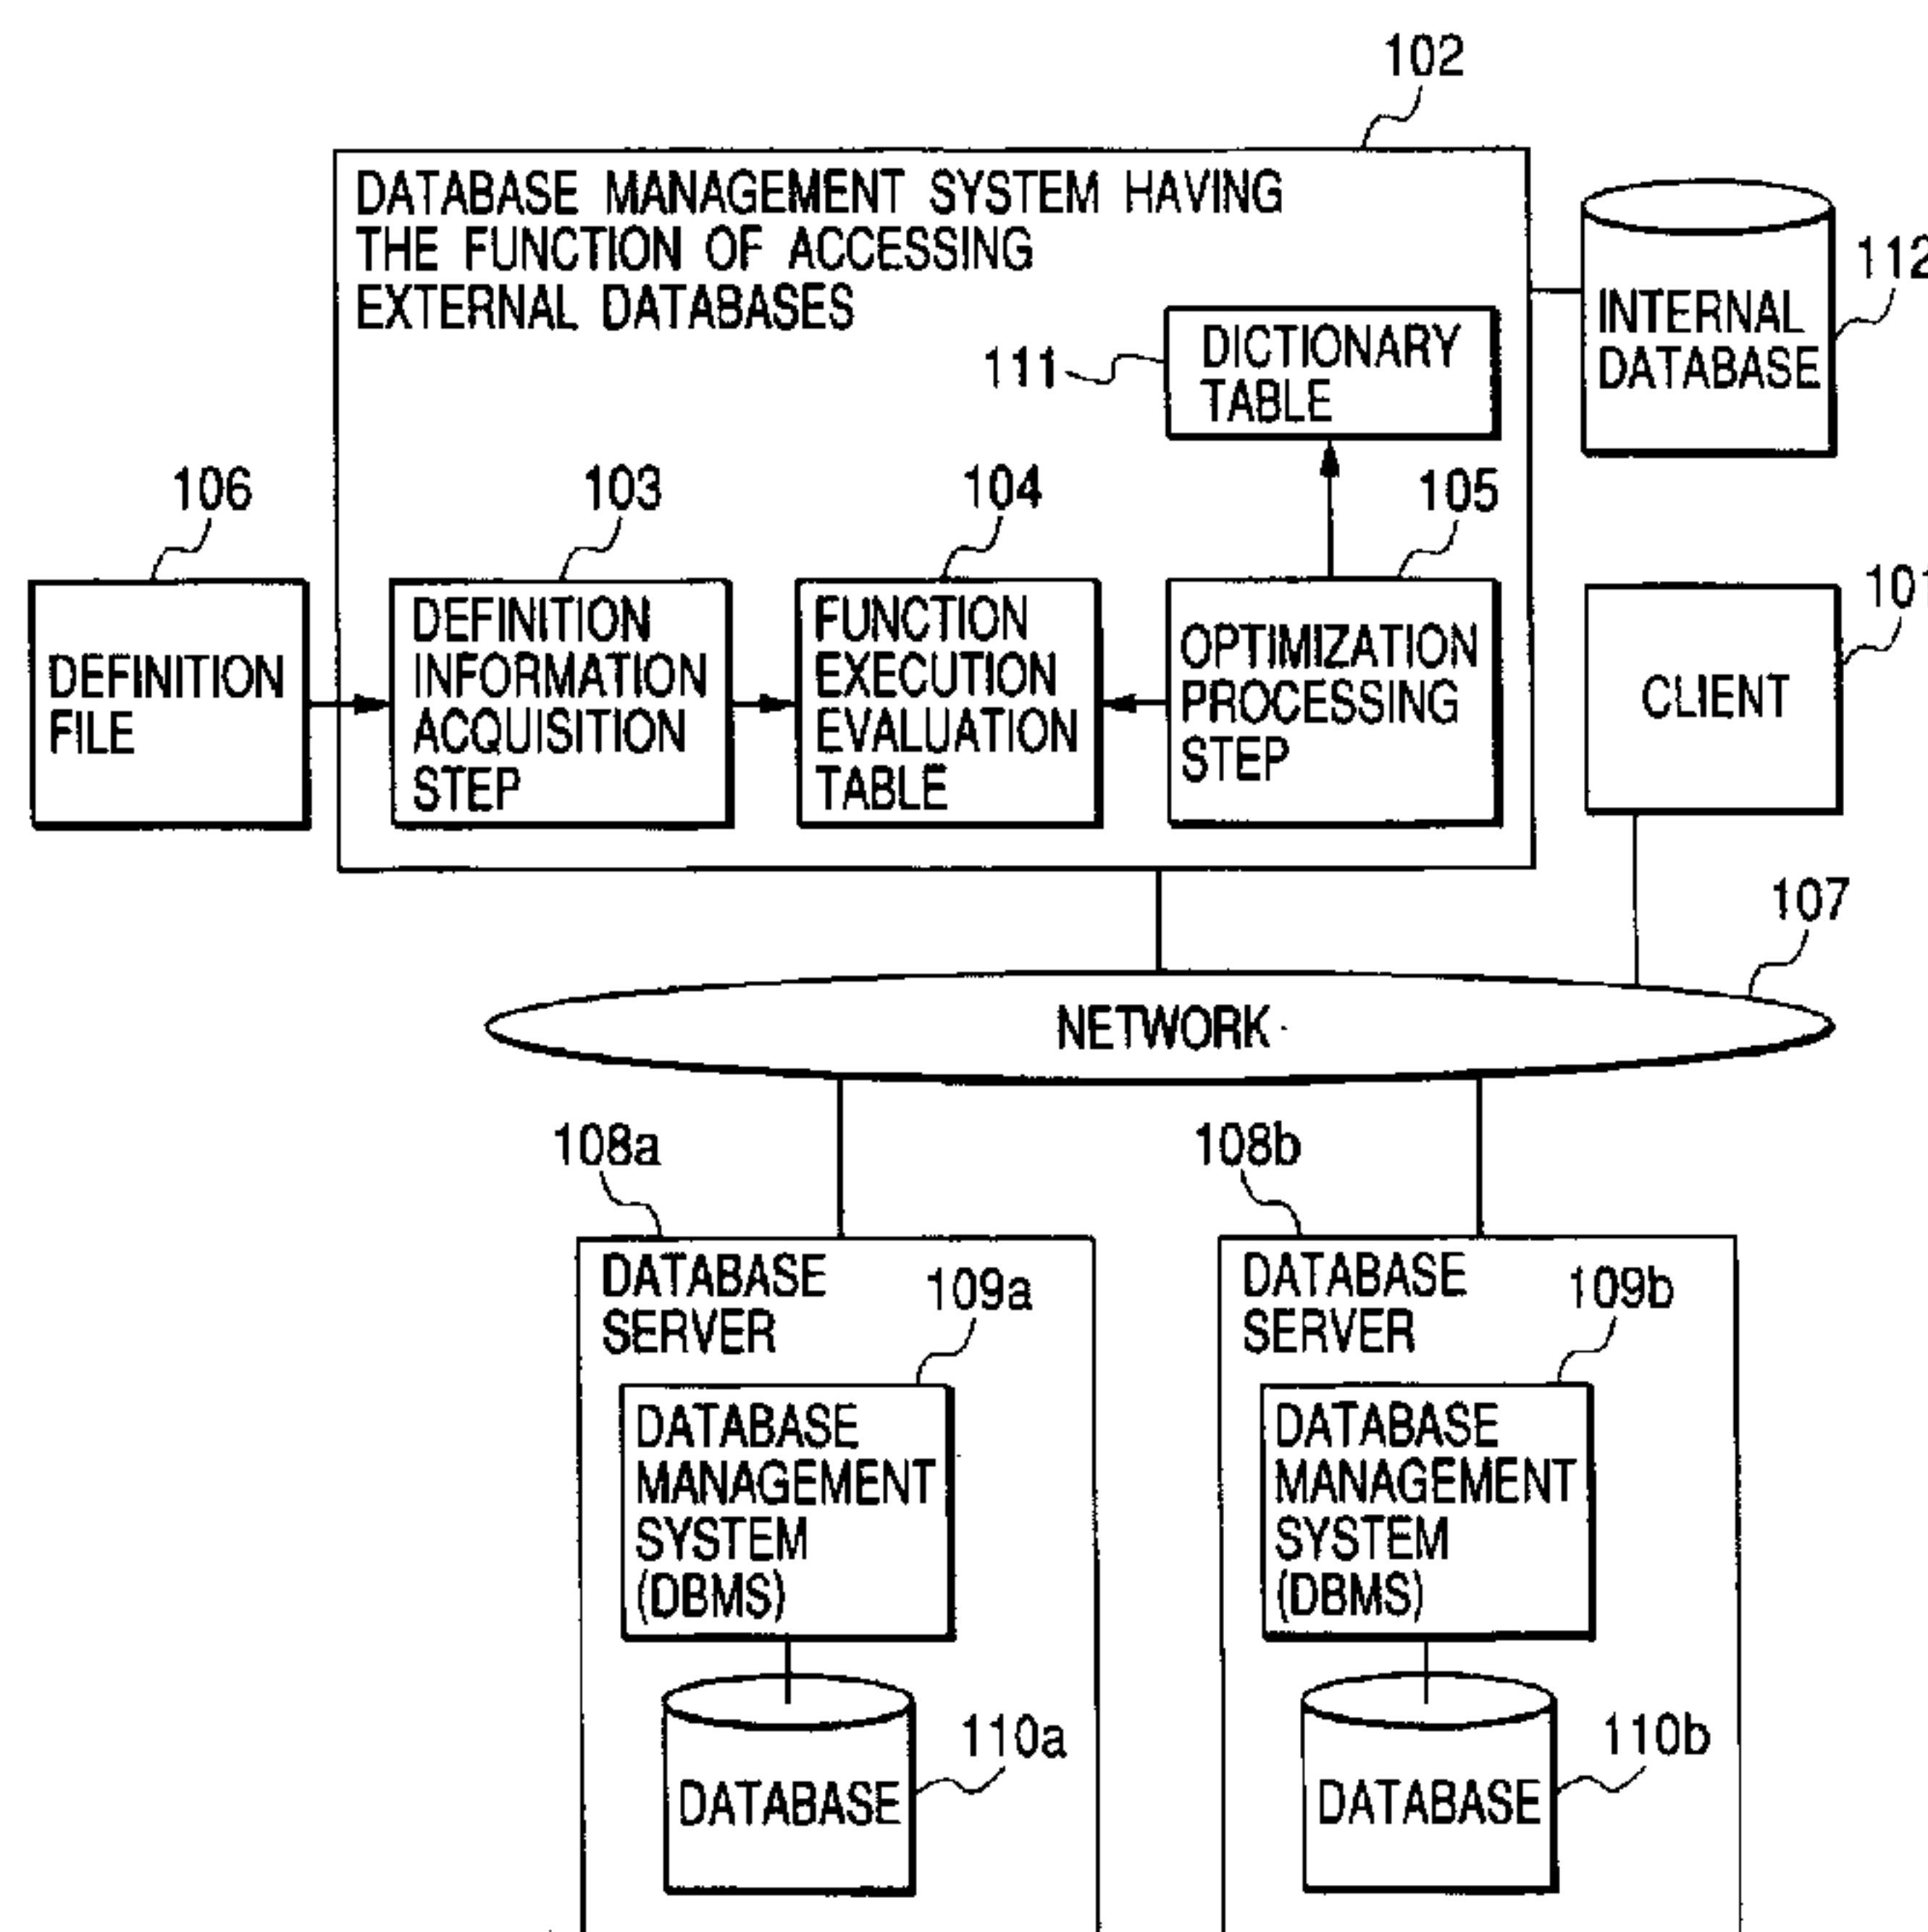 102
DATABASE MANAGEMENT SYSTEM HAVING
THE FUNCTION OF ACCESSING
EXTERNAL DATABASES
112
INTERNAL
DATABASE
111
DICTIONARY
TABLE
106
103
104
105
101
DEFINITION
FILE
DEFINITION
INFORMATION
ACQUISITION
STEP
FUNCTION
EXECUTION
EVALUATION
TABLE
OPTIMIZATION
PROCESSING
STEP
CLIENT
107
NETWORK
108a
108b
DATABASE
SERVER
109a
DATABASE
MANAGEMENT
SYSTEM
(DBMS)
110a
DATABASE
DATABASE
SERVER
109b
DATABASE
MANAGEMENT
SYSTEM
(DBMS)
110b
DATABASE